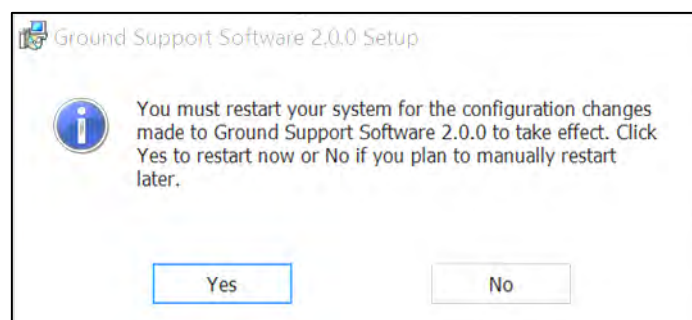 Ground Support Software 2.0.0 Setup
You must restart your system for the configuration changes
made to Ground Support Software 2.0.0 to take effect. Click
Yes to restart now or No if you plan to manually restart
later.
Yes
No